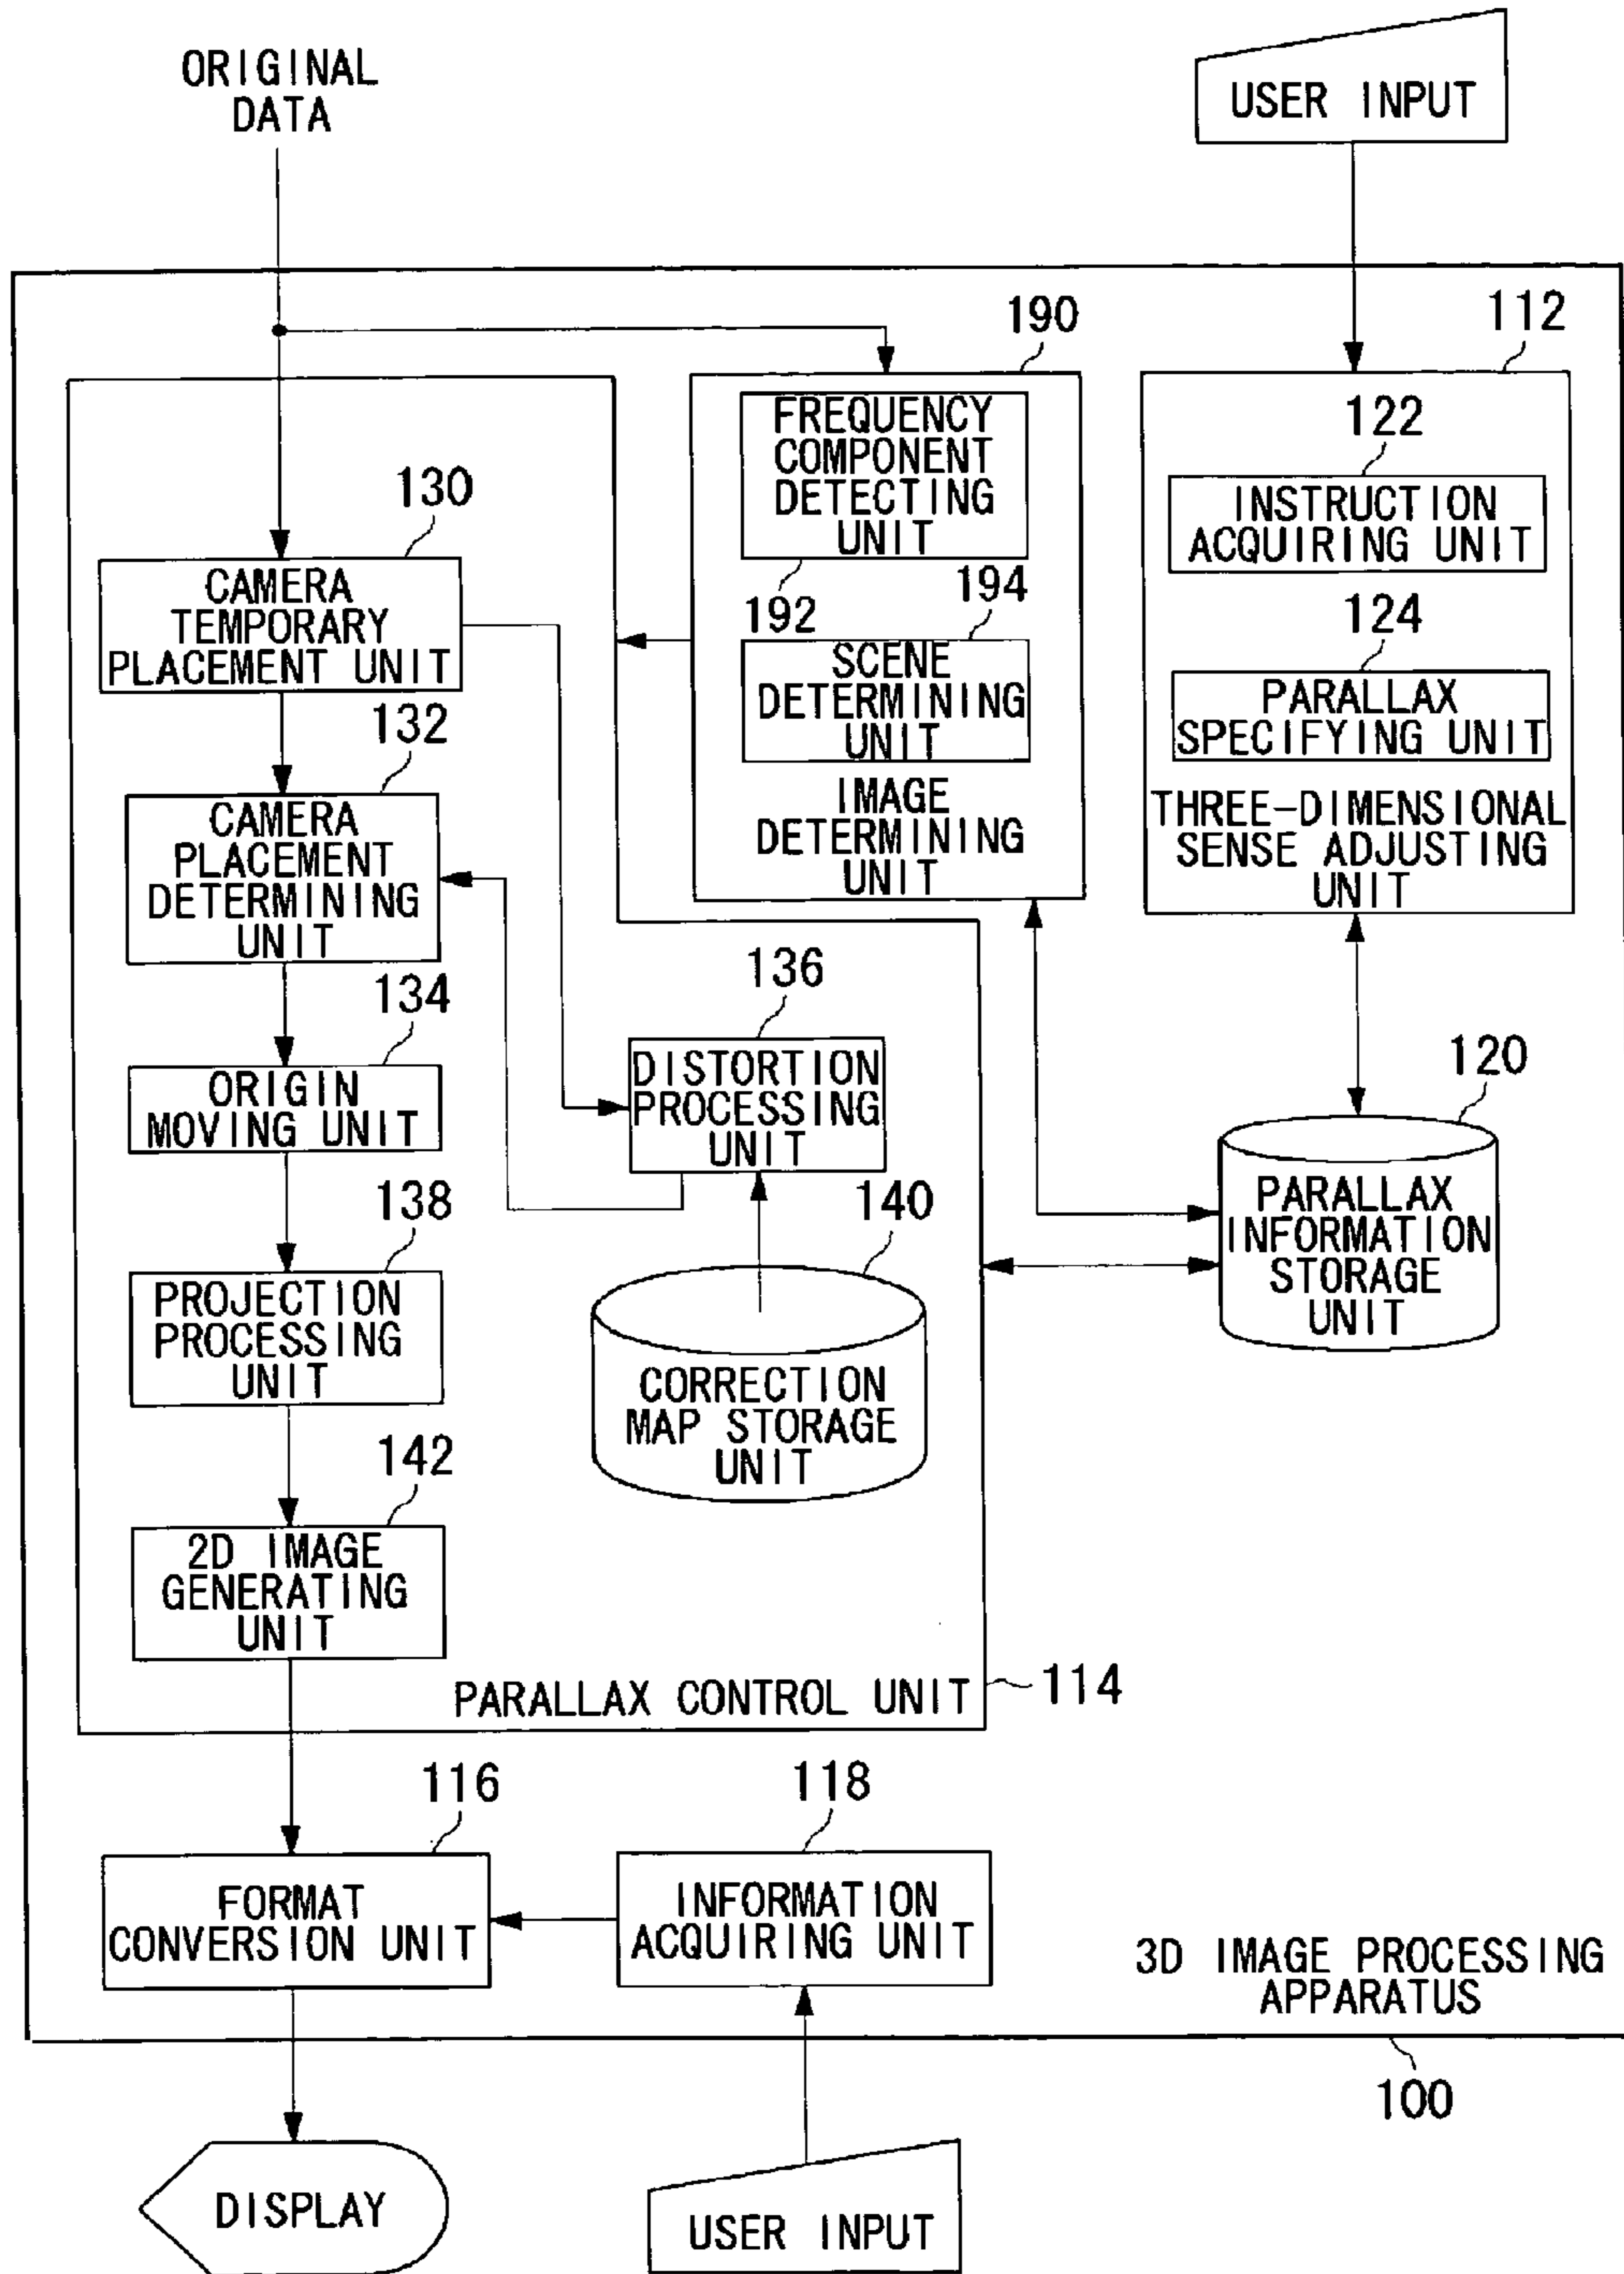 ORIGINAL
DATA
USER INPUT
190
112
FREQUENCY
COMPONENT
DETECTING
UNIT
192
194
SCENE
DETERMINING
UNIT
IMAGE
DETERMINING
UNIT
122
INSTRUCTION
ACQUIRING UNIT
124
PARALLAX
SPECIFYING UNIT
THREE-DIMENSIONAL
SENSE ADJUSTING
UNIT
130
CAMERA
TEMPORARY
PLACEMENT UNIT
132
CAMERA
PLACEMENT
DETERMINING
UNIT
134
ORIGIN
MOVING UNIT
136
DISTORTION
PROCESSING
UNIT
120
PARALLAX
INFORMATION
STORAGE
UNIT
138
PROJECTION
PROCESSING
UNIT
140
CORRECTION
MAP STORAGE
UNIT
142
2D IMAGE
GENERATING
UNIT
PARALLAX CONTROL UNIT
114
116
FORMAT
CONVERSION UNIT
118
INFORMATION
ACQUIRING UNIT
3D IMAGE PROCESSING
APPARATUS
100
DISPLAY
USER INPUT